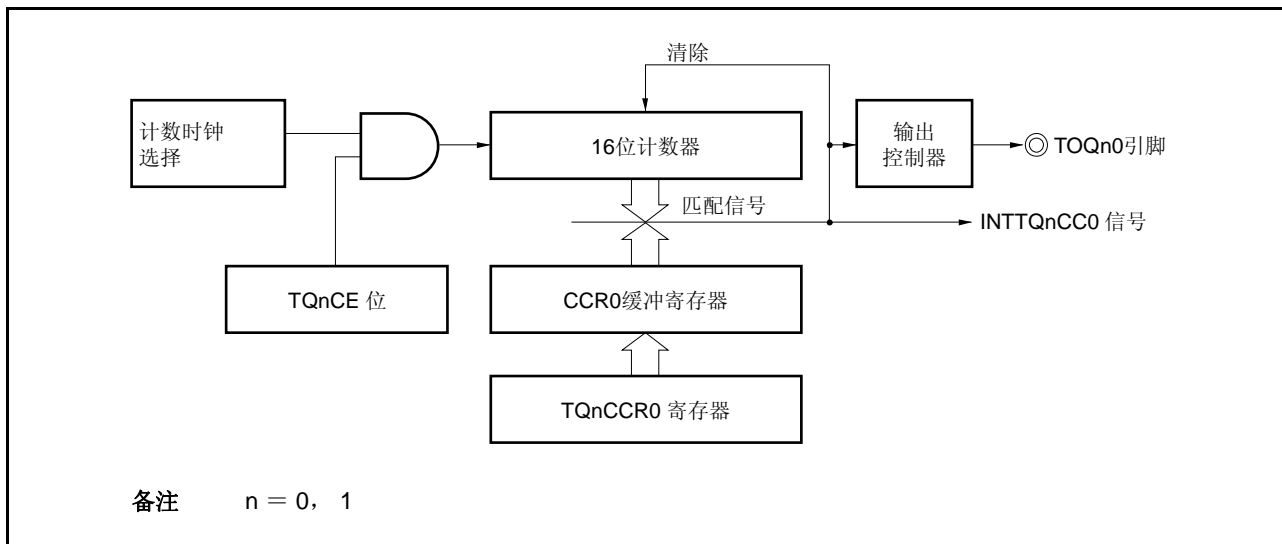 清除
计数时钟
选择
16位计数器
输出
控制器
TOQn0引脚
匹配信号
INTTQnCC0 信号
TQnCE 位
CCR0缓冲寄存器
TQnCCR0 寄存器
备注 n = 0, 1